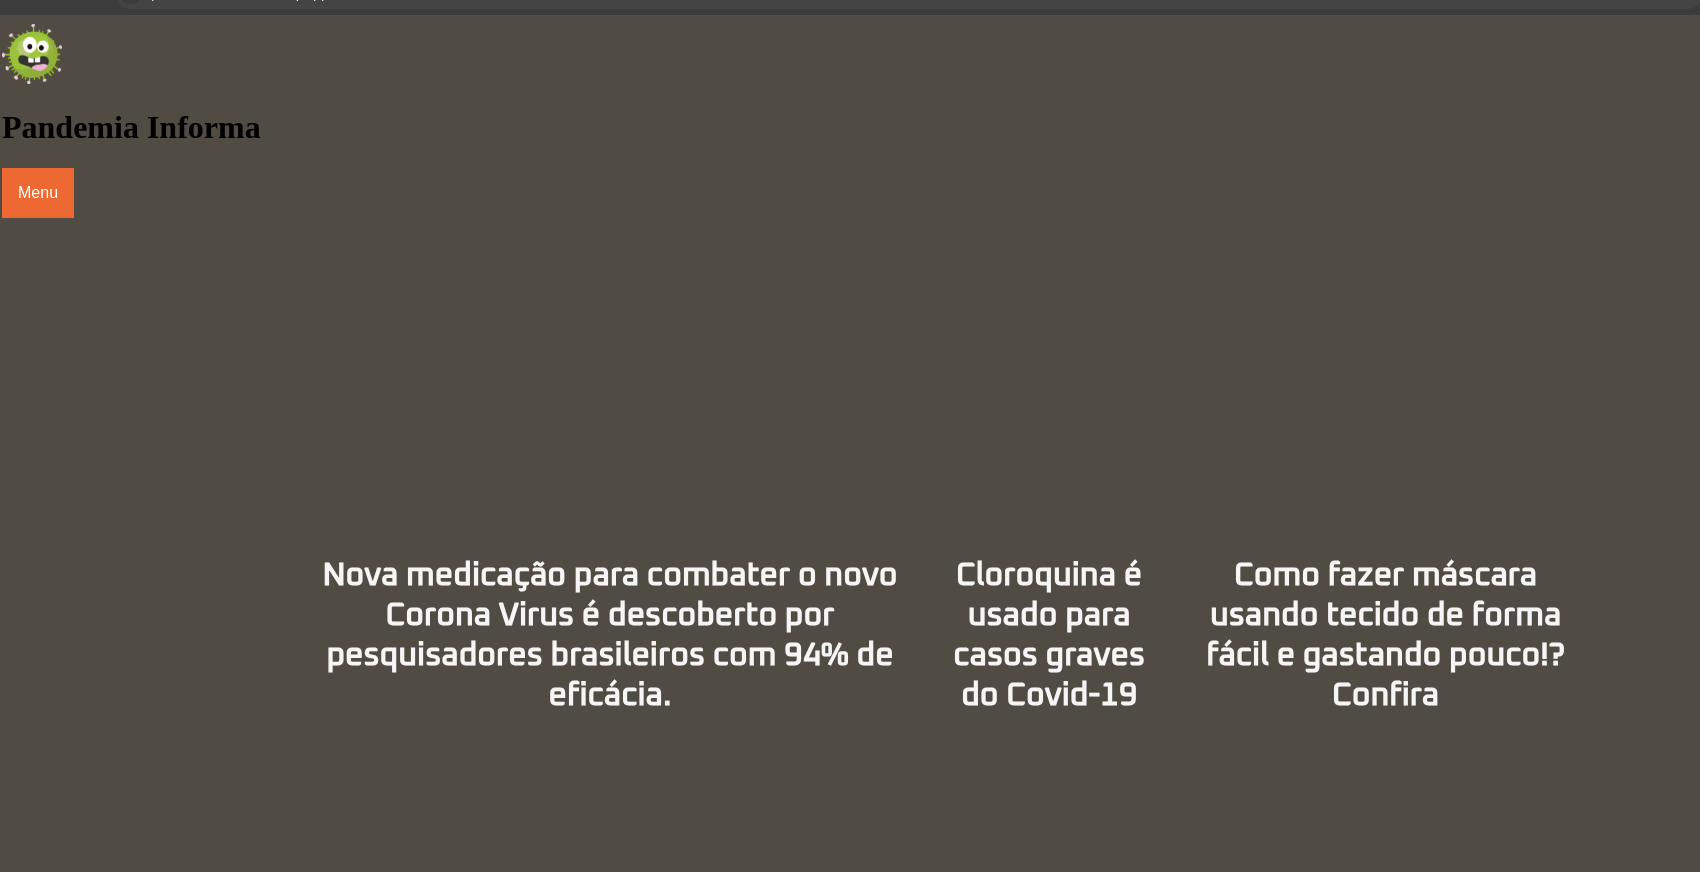 Pandemia Informa
Menu
Nova medicação para combater o novo
Corona Virus é descoberto por
pesquisadores brasileiros com 94% de
eficácia.
Cloroquina é
usado para
casos graves
do Covid-19
Como fazer máscara
usando tecido de forma
fácil e gastando pouco!?
Confira